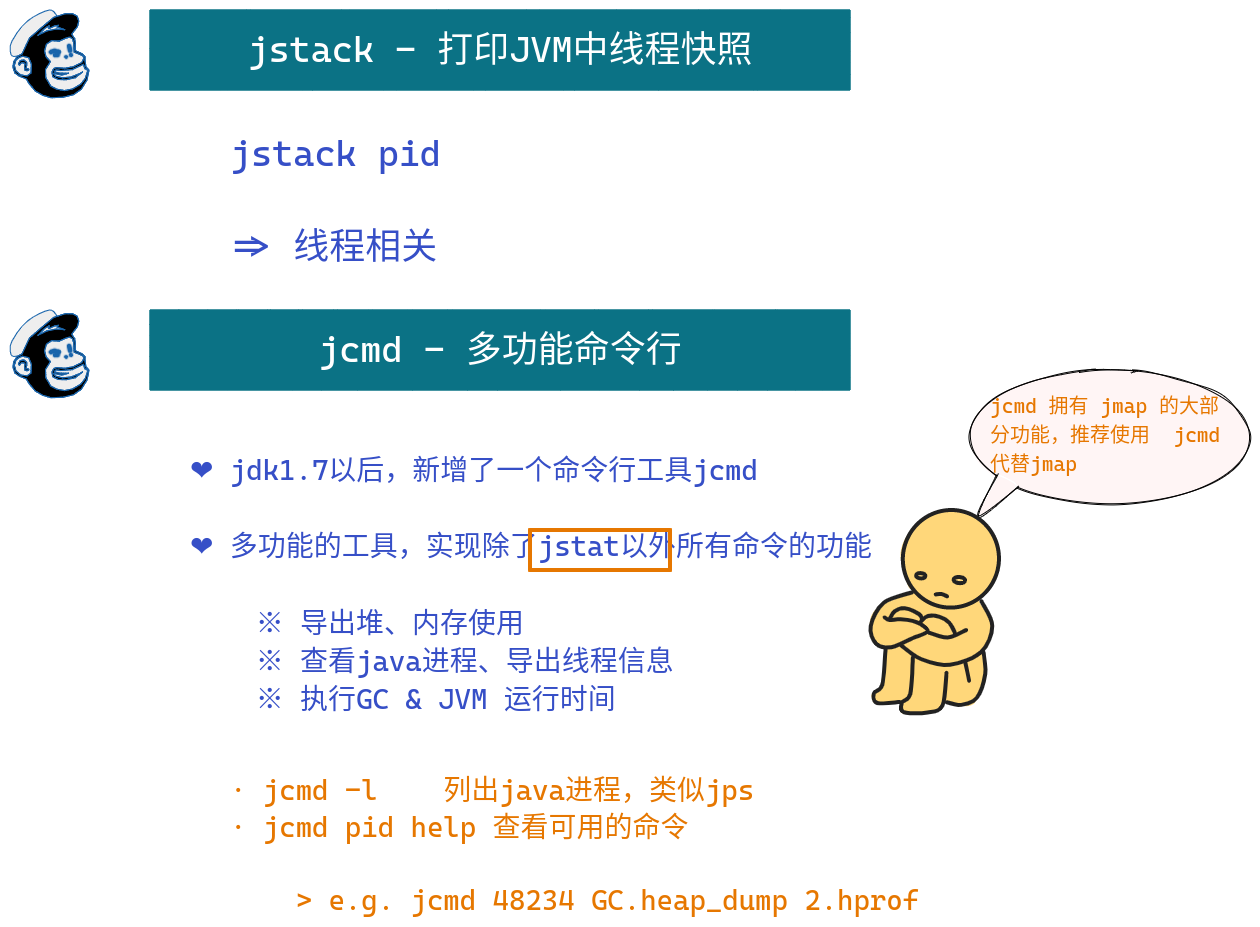 jstack - 打印JVM中线程快照
jstack pid
⇒ 线程相关
jcmd - 多功能命令行
jcmd 拥有 jmap 的大部
分功能，推荐使用 jcmd
代替jmap
❤ jdk1.7以后，新增了一个命令行工具jcmd
❤ 多功能的工具，实现除了jstat以外所有命令的功能
※ 导出堆、内存使用
※ 查看java进程、导出线程信息
※ 执行GC & JVM 运行时间
· jcmd -l 列出java进程，类似jps
· jcmd pid help 查看可用的命令
> e.g. jcmd 48234 GC.heap_dump 2.hprof